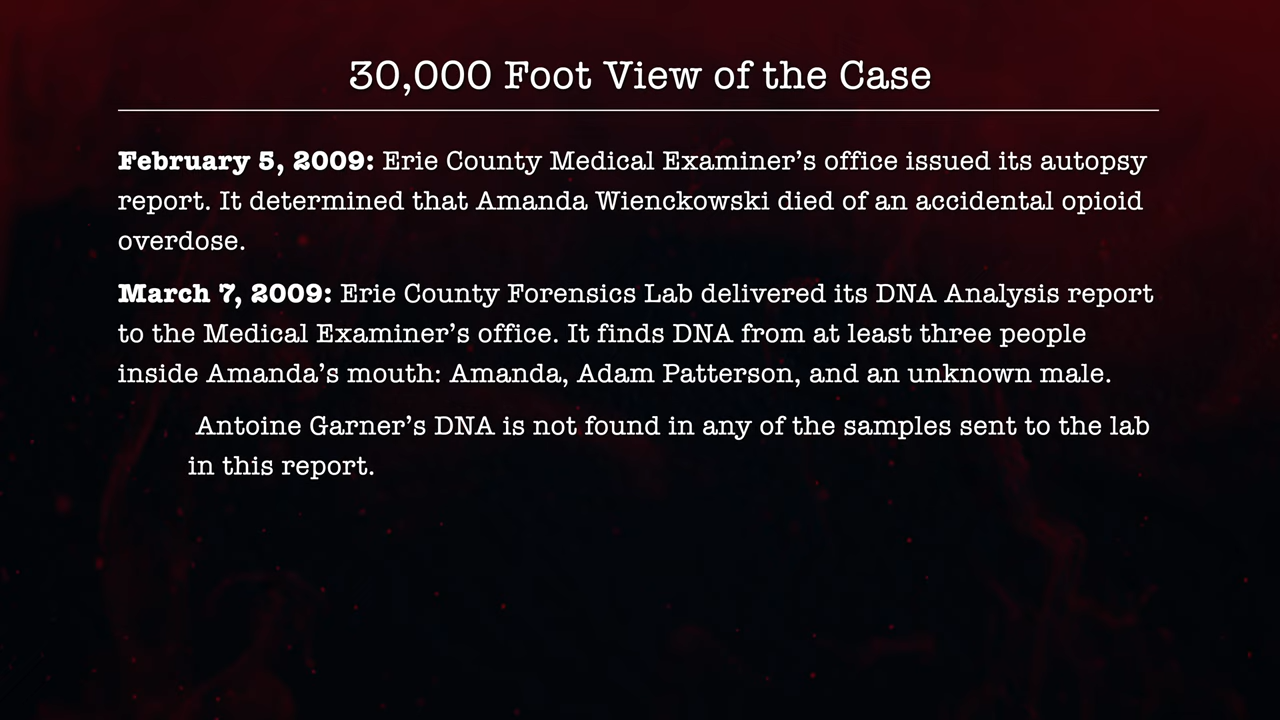 30,000 Foot View of the Case
February 5, 2009: Erie County Medical Examiner’s office issued its autopsy
report. It determined that Amanda Wienckowski died of an accidental opioid
overdose.
March 7, 2009: Erie County Forensics Lab delivered its DNA Analysis report
to the Medical Examiner’s office. It finds DNA from at least three people
inside Amanda’s mouth: Amanda, Adam Patterson, and an unknown male.
Antoine Garner’s DNA is not found in any of the samples sent to the lab
in this report.